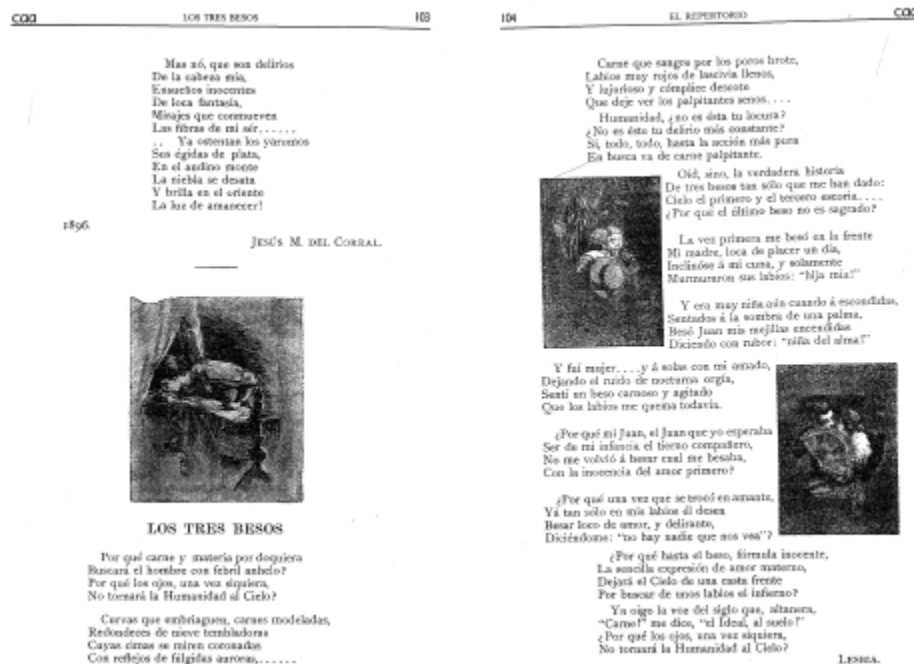 caa
LOS TRES BESOS
103
Mas nó, que son delirios
De la cabeza mia,
Ensueños inocentes
De loca fantasía,
Mirajes que conmueven
Las fibras de mi sér......
.. Ya ostentan los yaromos
Sus égidas de plata,
En el andino monte
La niebla se desata
Y brilla en el oriente
La luz de amanecer!
1896.
JESÚS M. DEL CORRAL.
LOS TRES BESOS
Por qué carne y materia por doquiera
Buscará el hombre con febril anhelo?
Por qué los ojos, una vez siquiera,
No tornará la Humanidad al Cielo?
Curvas que embriaguen, carnes modeladas,
Redondeces de nieve tembladoras
Cuyas cimas se miren coronadas
Con reflejos de fúlgidas auroras,......
104
EL REPERTORIO
caa
Carne que sangre por los poros brote,
Labios muy rojos de lascivia llenos,
Y lujurioso y cómplice descote
Que deje ver los palpitantes senos....
Humanidad, ¿no es ésta tu locura?
¿No es ésta tu delirio más constante?
Si, todo, todo, hasta la acción más pura
En busca va de carne palpitante.
Oid, sino, la verdadera historia
De tres besos tan sólo que me han dado:
Cielo el primero y el tercero escoria....
¿Por qué el último beso no es sagrado?
La vez primera me besó en la frente
Mi madre, loca de placer un día,
Inclinóse á mi cuna, y solamente
Murmuraron sus labios: "hija mía!"
Y era muy niña aún cuando á escondidas,
Sentados á la sombra de una palma,
Besó Juan mis mejillas encendidas
Diciendo con rubor: "niña del alma!"
Y fuí mujer....y á solas con mi amado,
Dejando el ruido de nocturna orgía,
Sentí un beso carnoso y agitado
Que los labios me quema todavía.
¿Por qué mi Juan, el Juan que yo esperaba
Ser de mi infancia el tierno compañero,
No me volvió á besar cual me besaba,
Con la inocencia del amor primero?
¿Por qué una vez que se trocó en amante,
Yá tan sólo en mis labios él desea
Besar loco de amor, y delirante,
Diciéndome: "no hay nadie que nos vea"?
¿Por qué hasta el beso, fórmula inocente,
La sencilla expresión de amor materno,
Dejará el Cielo de una casta frente
Por buscar de unos labios el infierno?
Ya oigo la voz del siglo que, altanera,
"Carne!" me dice, "el Ideal, al suelo!"
¿Por qué los ojos, una vez siquiera,
No tornará la Humanidad al Cielo?
LESBIA.